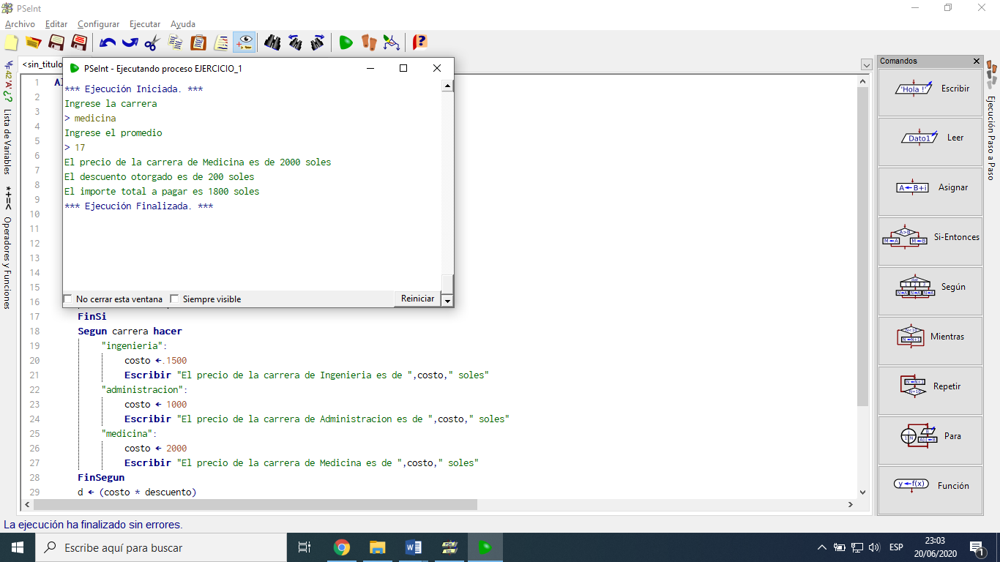 PSeInt
Archivo Editar Configurar Ejecutar Ayuda
<sin_titulo
PSeInt - Ejecutando proceso EJERCICIO_1
*** Ejecución Iniciada. ***
Ingrese la carrera
> medicina
Ingrese el promedio
> 17
El precio de la carrera de Medicina es de 2000 soles
El descuento otorgado es de 200 soles
El importe total a pagar es 1800 soles
*** Ejecución Finalizada. ***
No cerrar esta ventana Siempre visible Reiniciar
1 Al
2
3
4
5
6
7
8
9
10
11
12
13
14
15
16
17 FinSi
18 Segun carrera hacer
19 "ingenieria":
20 costo ←.1500
21 Escribir "El precio de la carrera de Ingenieria es de ",costo," soles"
22 "administracion":
23 costo ← 1000
24 Escribir "El precio de la carrera de Administracion es de ",costo," soles"
25 "medicina":
26 costo ← 2000
27 Escribir "El precio de la carrera de Medicina es de ",costo," soles"
28 FinSegun
29 d ← (costo * descuento)
Lista de Variables
*+=< Operadores y Funciones
Comandos
'Hola !' Escribir
Dato1 Leer
A←B+i Asignar
A>B M←A M←B Si-Entonces
Según
Mientras
Repetir
Para
y←f(x) Función
Ejecución Paso a Paso
La ejecución ha finalizado sin errores.
Escribe aquí para buscar
ESP
23:03
20/06/2020
1